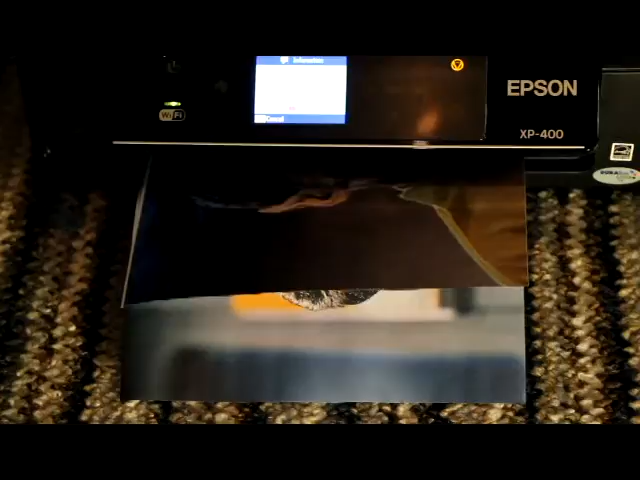 Information
Cancel
EPSON
WiFi
XP-400